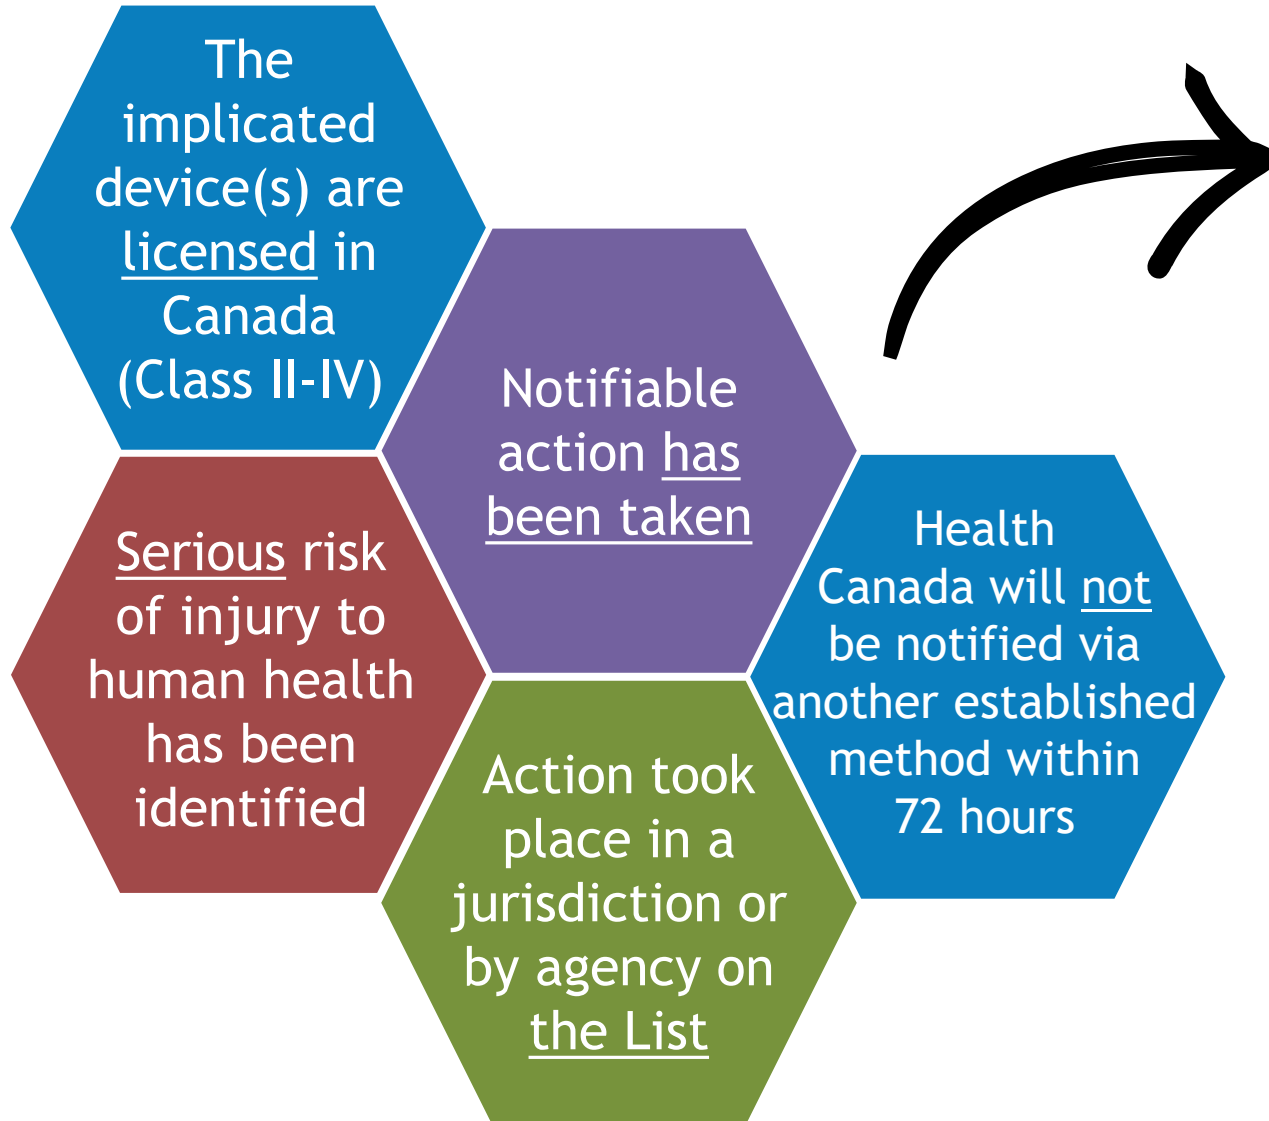 The
implicated
device(s) are
licensed in
Canada
(Class II-IV)
Notifiable
action has
been taken
Serious risk
of injury to
human health
has been
identified
Action took
place in a
jurisdiction or
by agency on
the List
Health
Canada will not
be notified via
another established
method within
72 hours